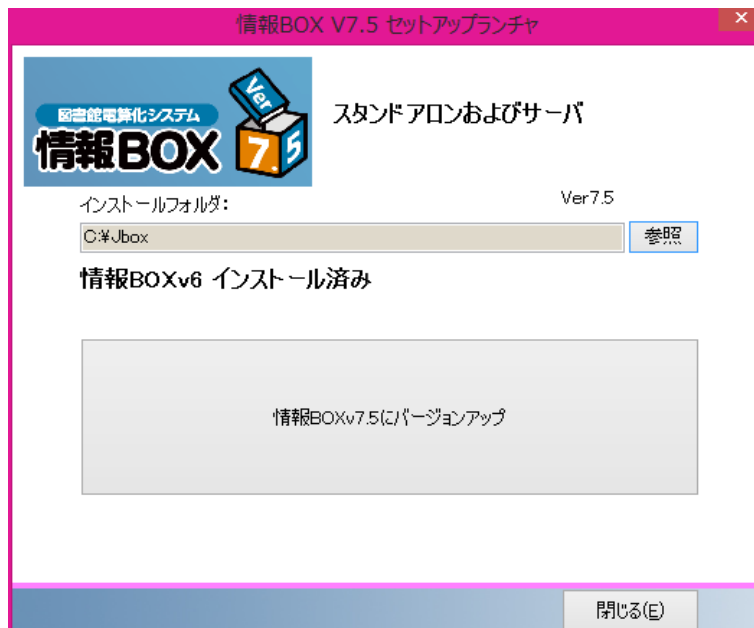 情報BOX V7.5 セットアップランチャ
×
図書館電算化システム
情報BOX
Ver
7.5
スタンドアロンおよびサーバ
インストールフォルダ:
Ver7.5
C:¥Jbox
参照
情報BOXv6 インストール済み
情報BOXv7.5にバージョンアップ
閉じる(E)